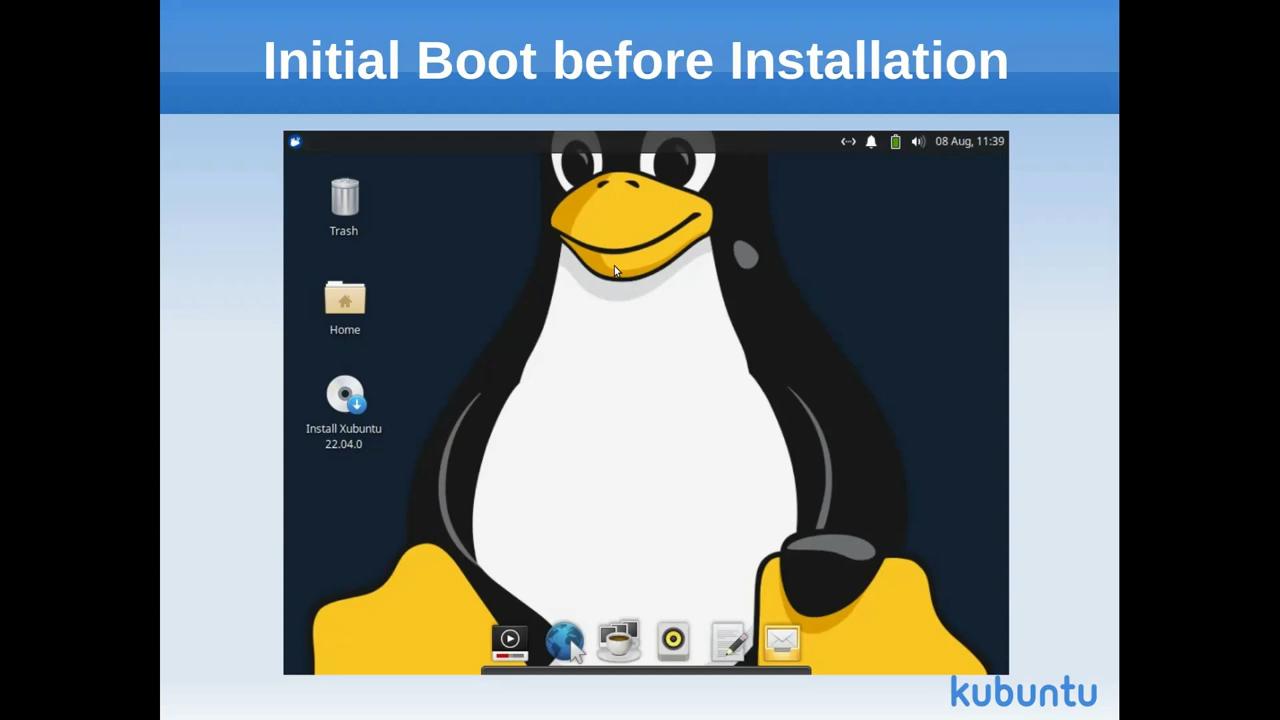 Initial Boot before Installation
08 Aug, 11:39
Trash
Home
Install Xubuntu
22.04.0
kubuntu